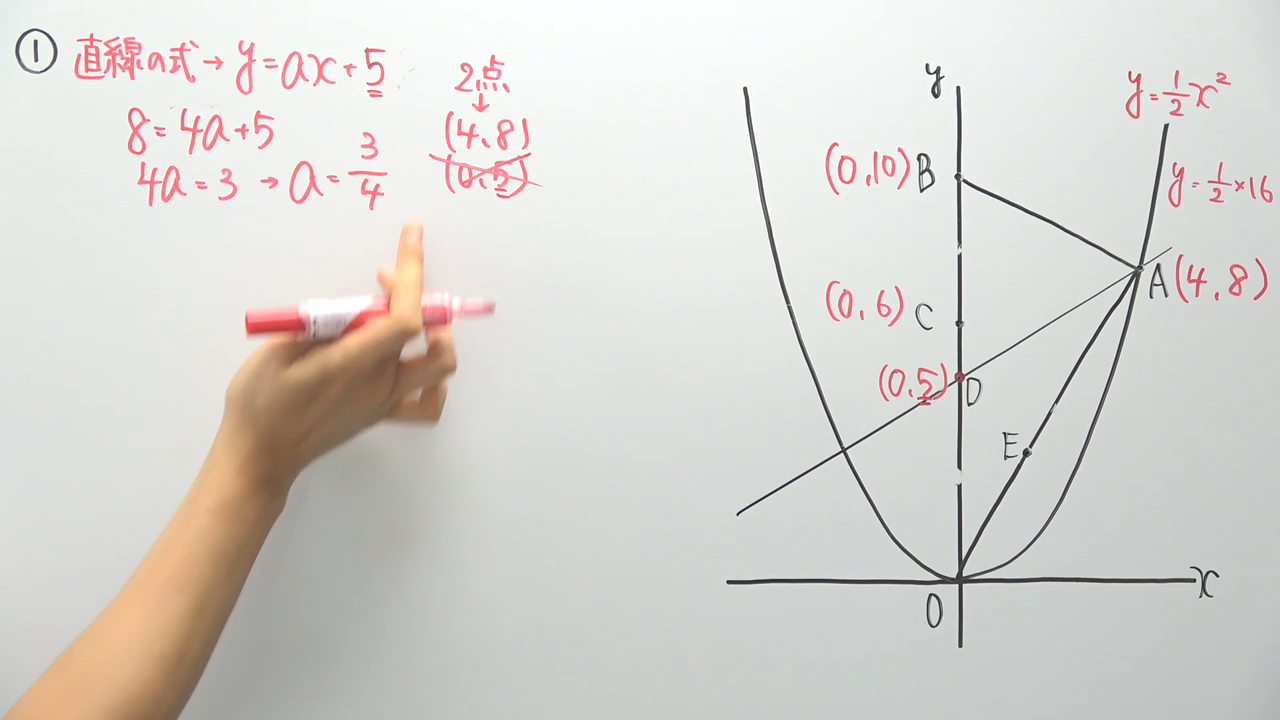 ① 直線の式→y=ax+5
8=4a+5
4a=3→a=3/4
2点
↓
(4,8)
(0,5)
y
y=1/2x²
(0,10)B
y=1/2×16
A(4,8)
(0,6)C
(0,5)
D
E
x
O